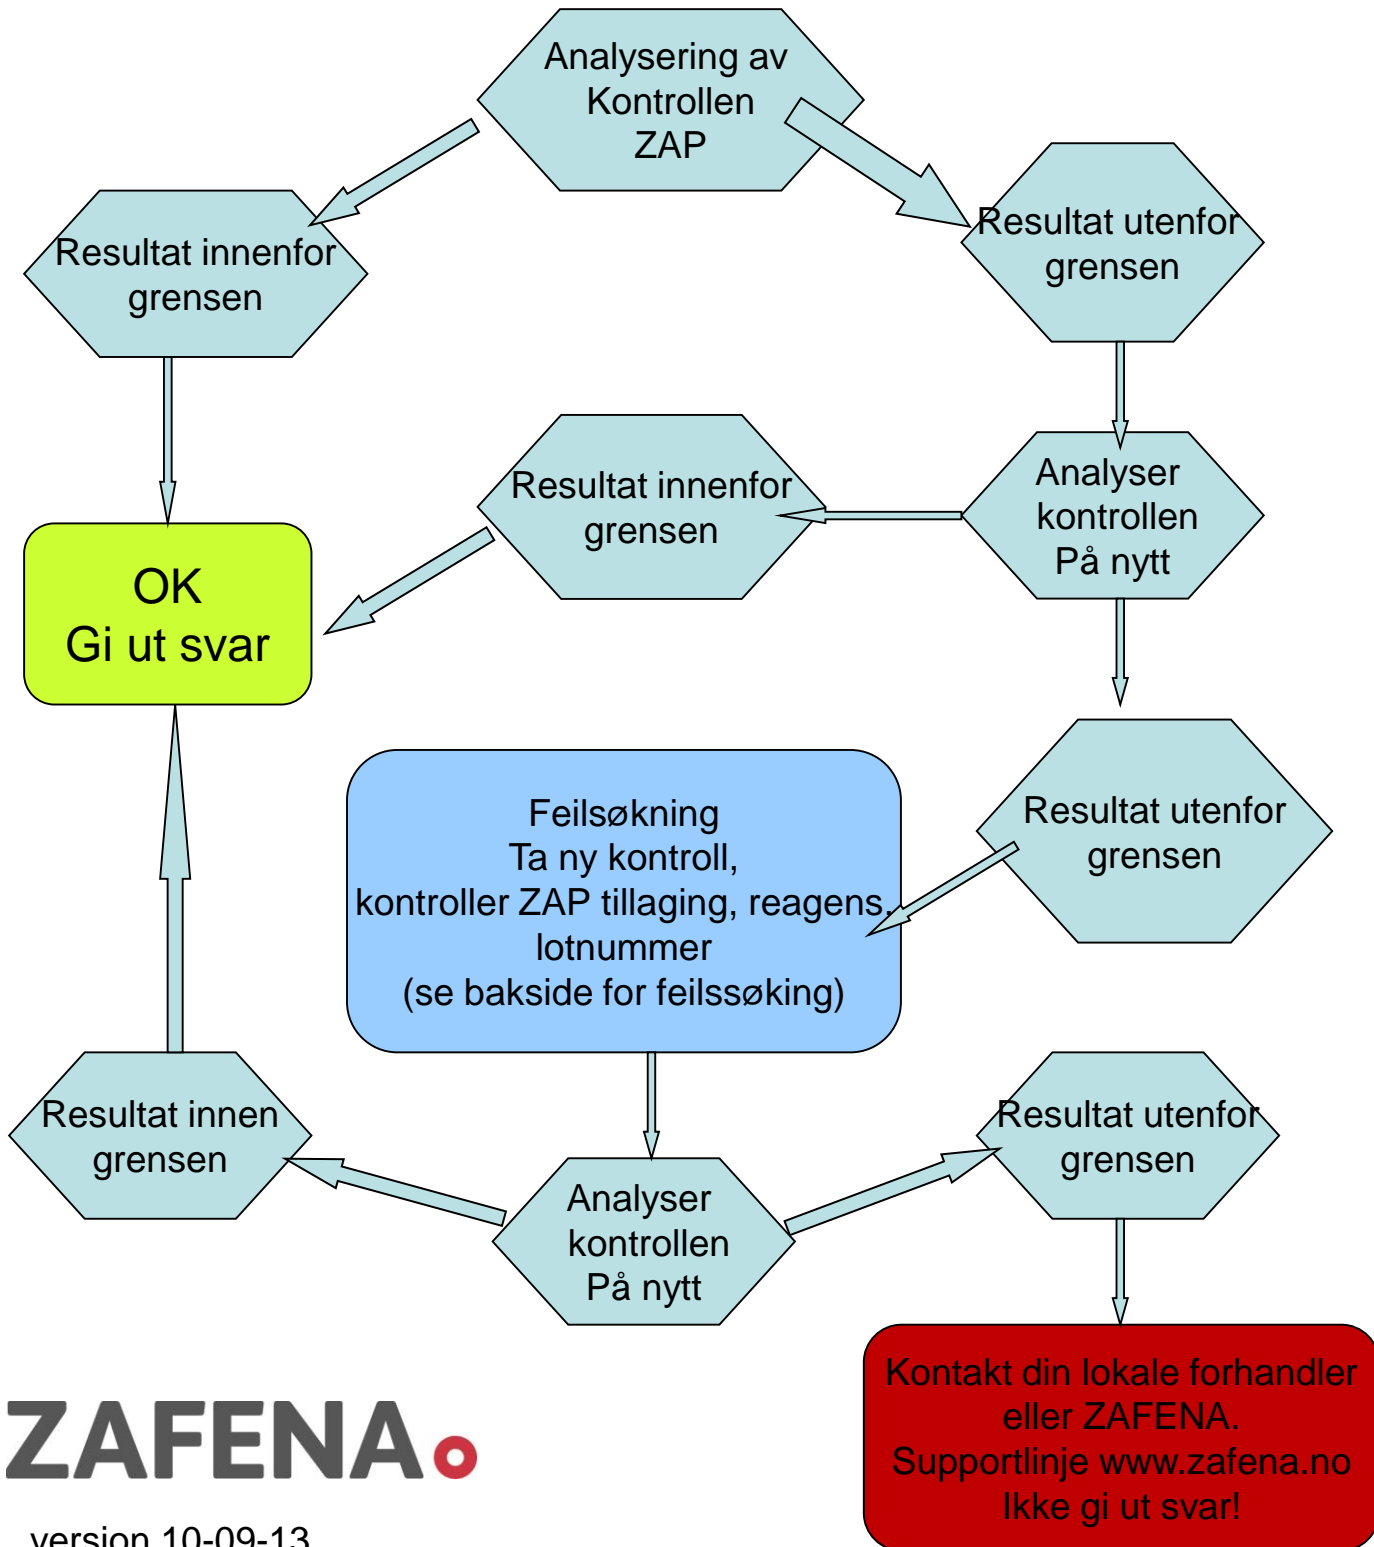 Analysering av
Kontrollen
ZAP
Resultat utenfor
grensen
Resultat innenfor
grensen
Analyser
kontrollen
På nytt
Resultat innenfor
grensen
OK
Gi ut svar
Resultat utenfor
grensen
Feilsøkning
Ta ny kontroll,
kontroller ZAP tillaging, reagens.
lotnummer
(se bakside for feilssøking)
Resultat innen
grensen
Resultat utenfor
grensen
Analyser
kontrollen
På nytt
Kontakt din lokale forhandler
eller ZAFENA.
Supportlinje www.zafena.no
Ikke gi ut svar!
ZAFENA
version 10-09-13